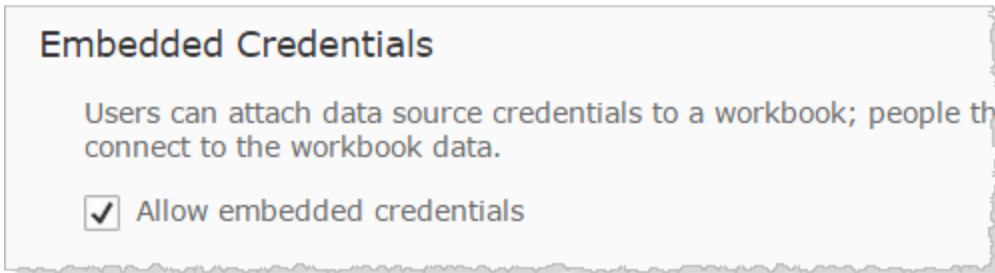 Embedded Credentials
Users can attach data source credentials to a workbook; people th
connect to the workbook data.
Allow embedded credentials